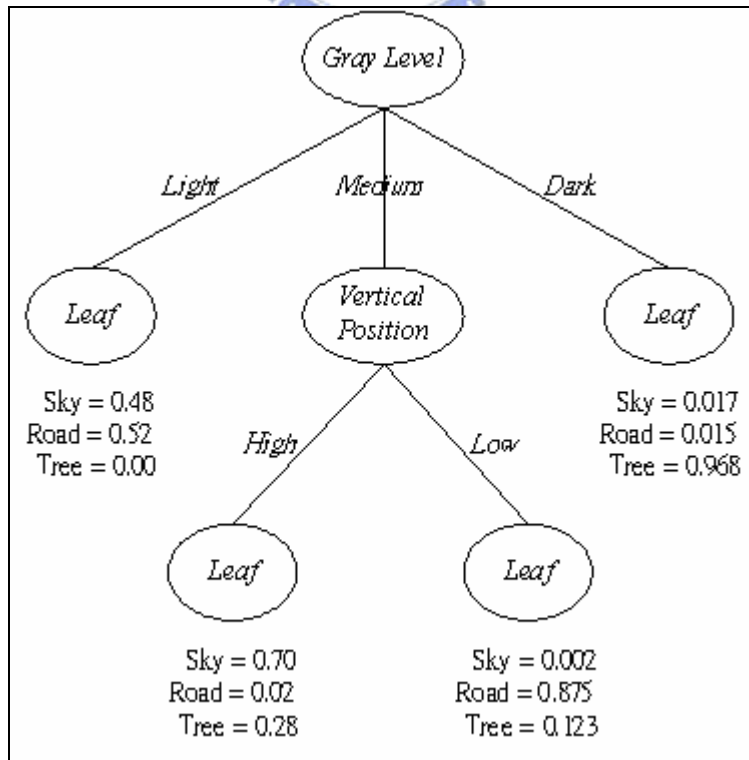 Gray Level
Light
Medium
Dark
Leaf
Vertical
Position
Leaf
Sky = 0.48
Road = 0.52
Tree = 0.00
Sky = 0.017
Road = 0.015
Tree = 0.968
High
Low
Leaf
Leaf
Sky = 0.70
Road = 0.02
Tree = 0.28
Sky = 0.002
Road = 0.875
Tree = 0.123